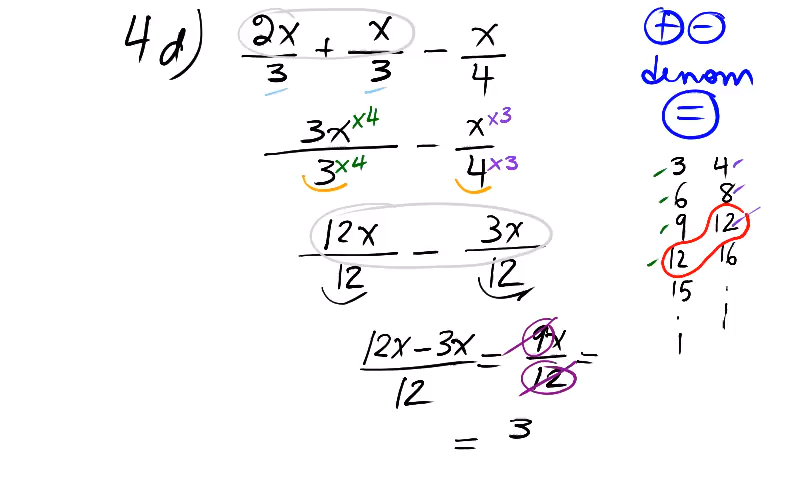 4d) 2x/3 + x/3 − x/4
3x ×4/3 ×4 − x ×3/4 ×3
12x/12 − 3x/12
12x − 3x/12 = 9x/12 =
= 3
+ −
denom
=
3 4
6 8
9 12
12 16
15